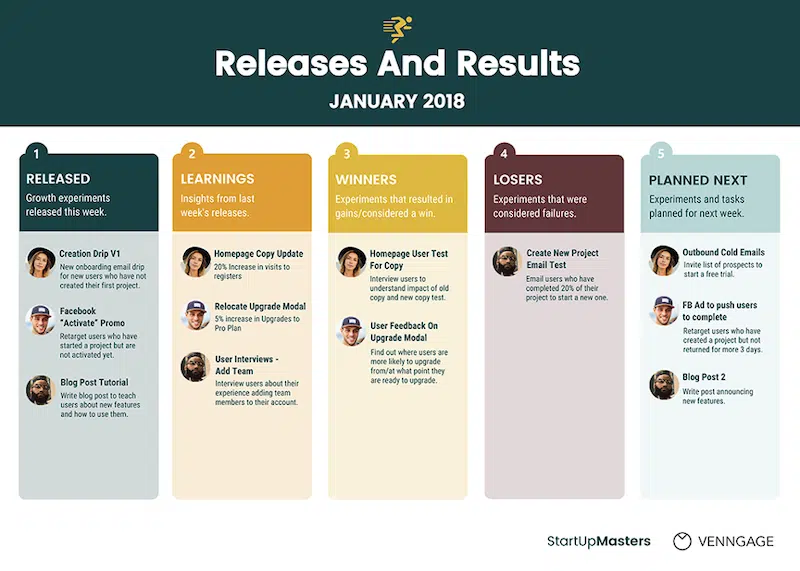 Releases And Results
JANUARY 2018
1
RELEASED
Growth experiments
released this week.
Creation Drip V1
New onboarding email drip
for new users who have not
created their first project.
Facebook
“Activate” Promo
Retarget users who have
started a project but are
not activated yet.
Blog Post Tutorial
Write blog post to teach
users about new features
and how to use them.
2
LEARNINGS
Insights from last
week's releases.
Homepage Copy Update
20% Increase in visits to
registers
Relocate Upgrade Modal
5% increase in Upgrades to
Pro Plan
User Interviews -
Add Team
Interview users about their
experience adding team
members to their account.
3
WINNERS
Experiments that resulted in
gains/considered a win.
Homepage User Test
For Copy
Interview users to
understand impact of old
copy and new copy test.
User Feedback On
Upgrade Modal
Find out where users are
more likely to upgrade
from/at what point they
are ready to upgrade.
4
LOSERS
Experiments that were
considered failures.
Create New Project
Email Test
Email users who have
completed 20% of their
project to start a new one.
5
PLANNED NEXT
Experiments and tasks
planned for next week.
Outbound Cold Emails
Invite list of prospects to
start a free trial.
FB Ad to push users
to complete
Retarget users who have
created a project but not
returned for more 3 days.
Blog Post 2
Write post announcing
new features.
StartUpMasters
VENNGAGE